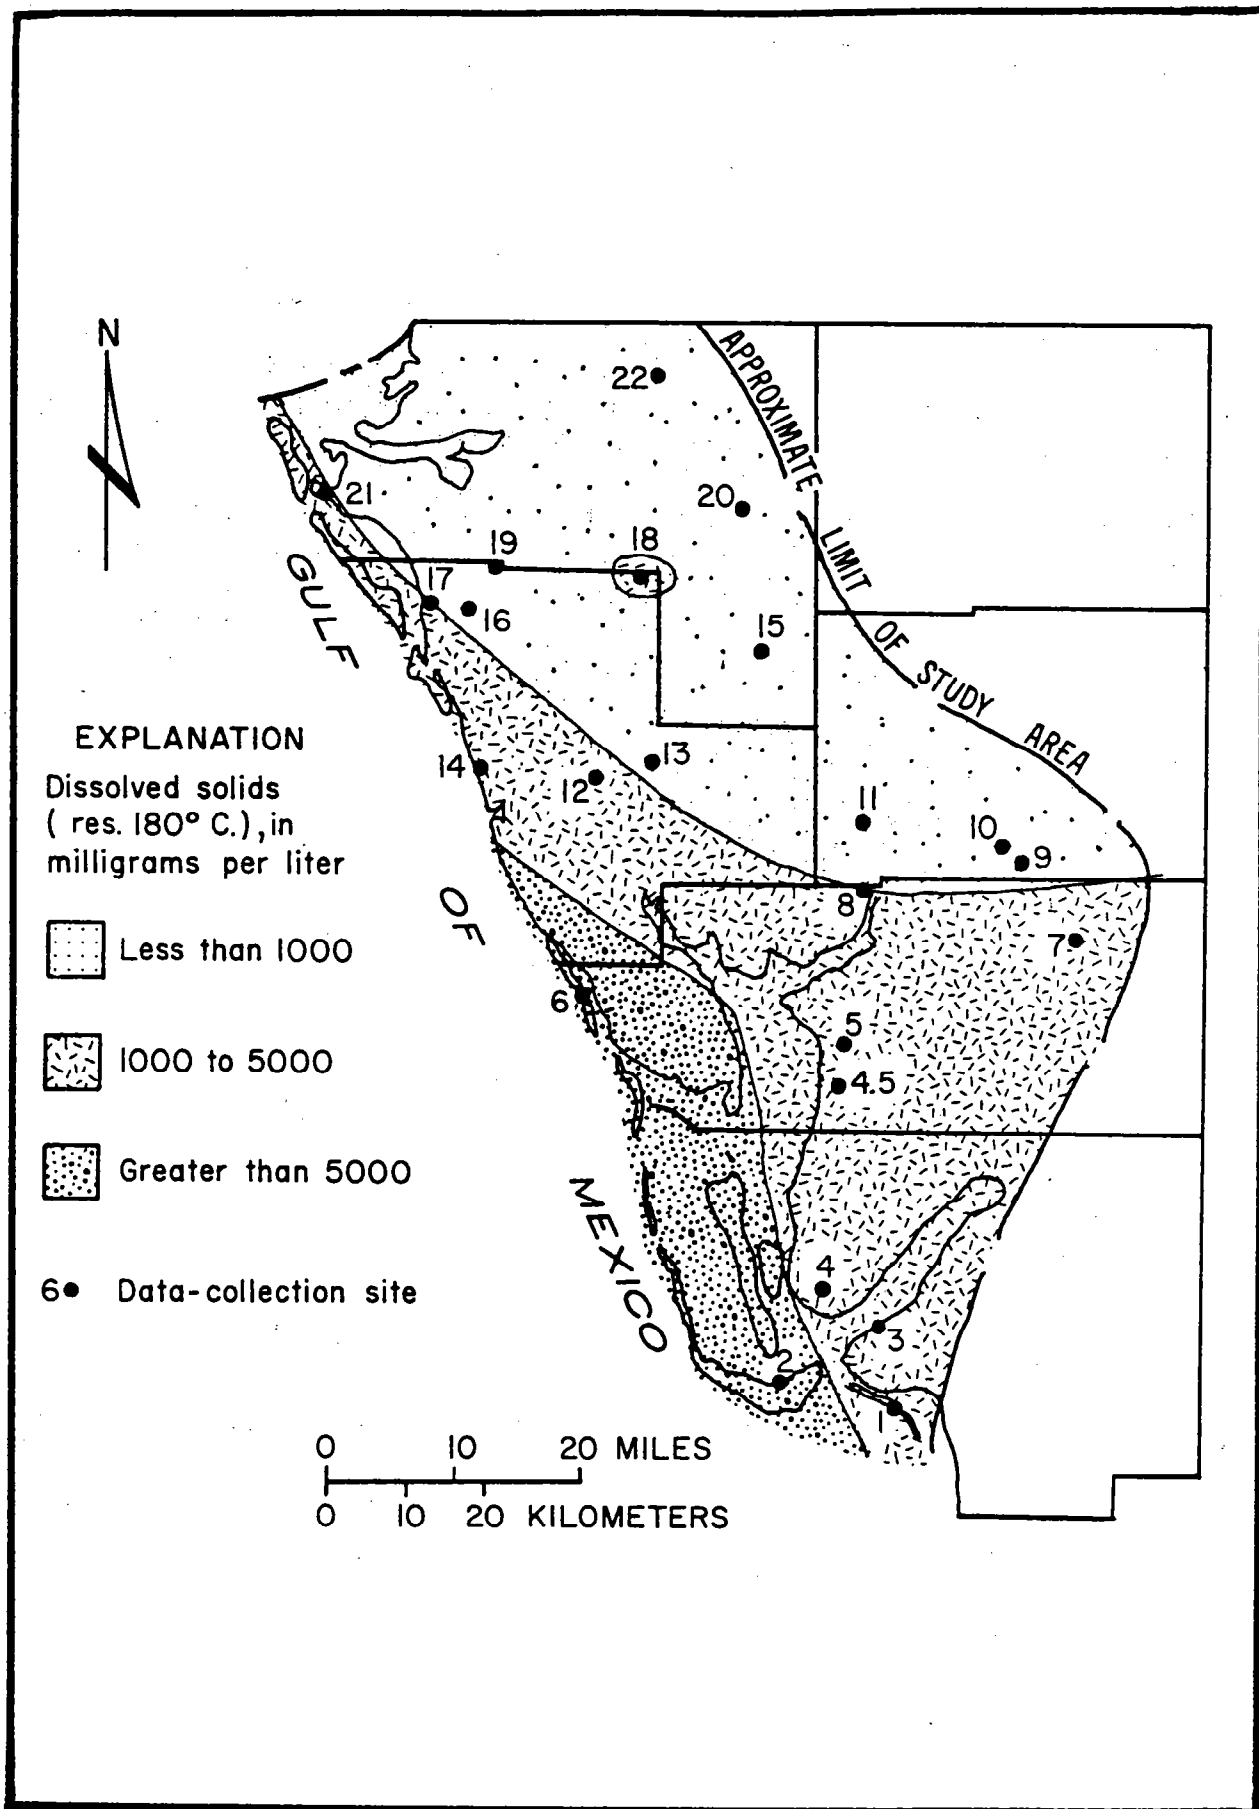 N
22
APPROXIMATE LIMIT OF STUDY AREA
20
21
19
18
17
16
15
GULF OF MEXICO
14
12
13
11
10
9
8
7
6
5
4.5
4
3
2
1
EXPLANATION
Dissolved solids
( res. 180° C.), in
milligrams per liter
Less than 1000
1000 to 5000
Greater than 5000
6 Data-collection site
0 10 20 MILES
0 10 20 KILOMETERS